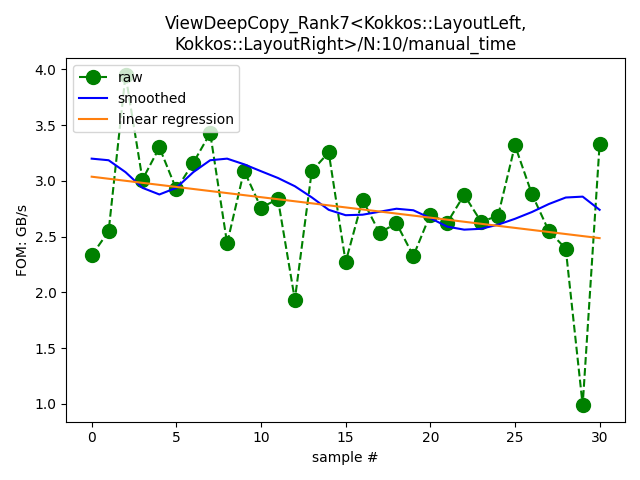 ViewDeepCopy_Rank7<Kokkos::LayoutLeft,
Kokkos::LayoutRight>/N:10/manual_time
raw
smoothed
linear regression
FOM: GB/s
4.0
3.5
3.0
2.5
2.0
1.5
1.0
0
5
10
15
20
25
30
sample #